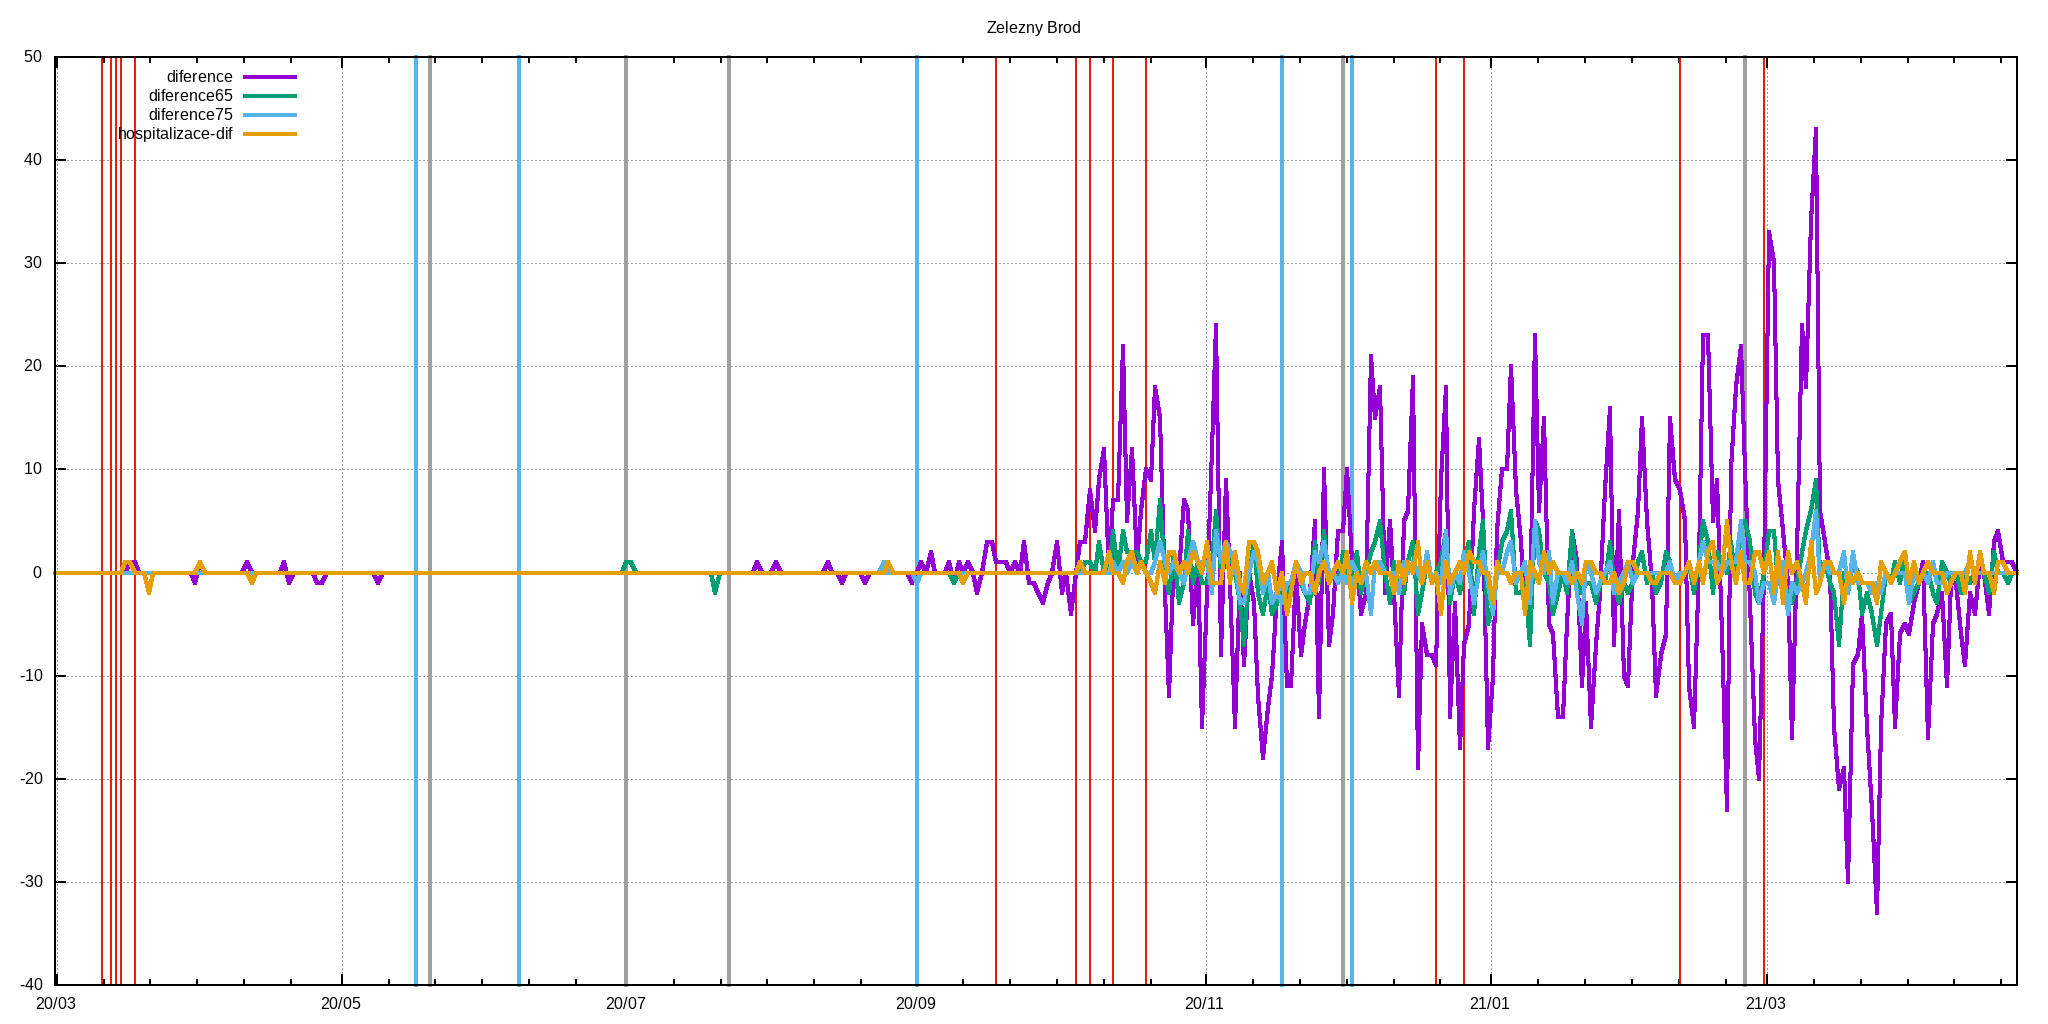 Zelezny Brod
50
diference
diference65
diference75
hospitalizace-dif
40
30
20
10
0
-10
-20
-30
-40
20/03 20/05 20/07 20/09 20/11 21/01 21/03